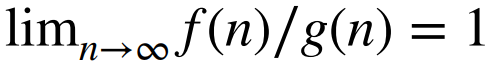 lim_{n→∞} f(n)/g(n) = 1